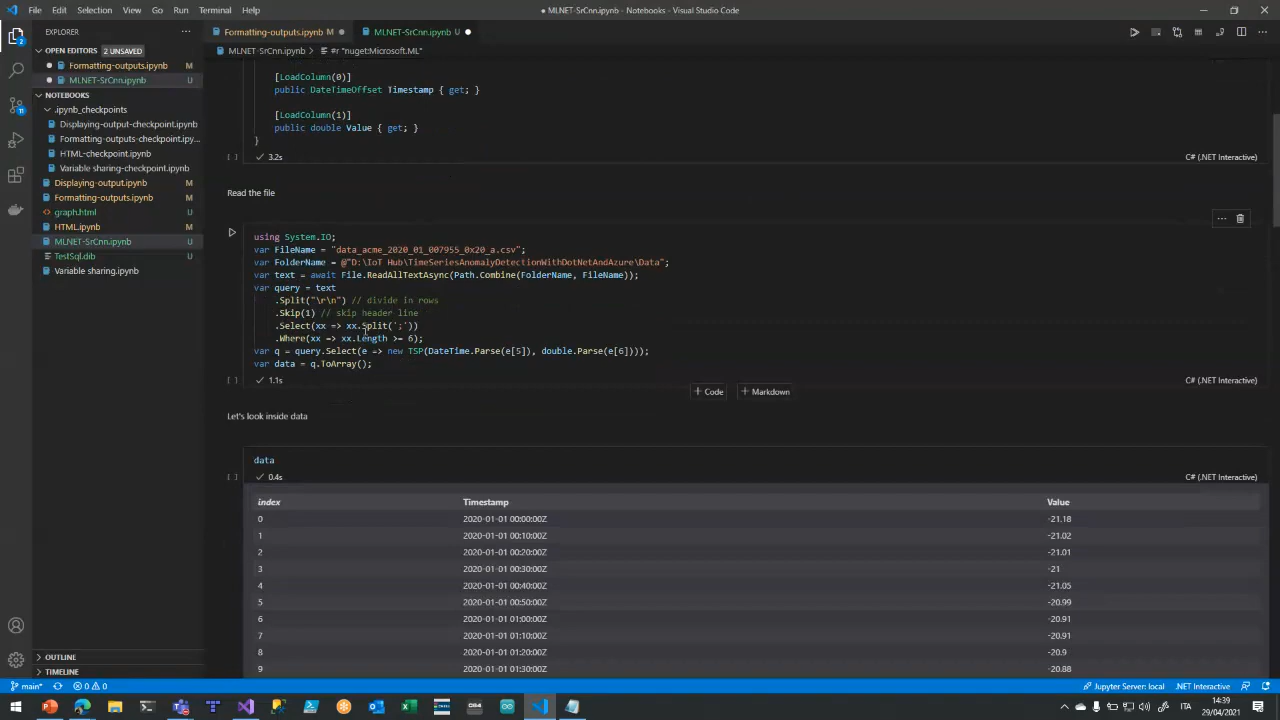 File Edit Selection View Go Run Terminal Help
● MLNET-SrCnn.ipynb - Notebooks - Visual Studio Code
EXPLORER
OPEN EDITORS 2 UNSAVED
Formatting-outputs.ipynb M
MLNET-SrCnn.ipynb U
NOTEBOOKS
.ipynb_checkpoints
Displaying-output-checkpoint.ipynb
Formatting-outputs-checkpoint.ipy...
HTML-checkpoint.ipynb
Variable sharing-checkpoint.ipynb
Displaying-output.ipynb M
Formatting-outputs.ipynb M
graph.html U
HTML.ipynb M
MLNET-SrCnn.ipynb U
TestSql.dib U
Variable sharing.ipynb
OUTLINE
TIMELINE
2
11
Formatting-outputs.ipynb M
MLNET-SrCnn.ipynb U
MLNET-SrCnn.ipynb > #r "nuget:Microsoft.ML"
[LoadColumn(0)]
public DateTimeOffset Timestamp { get; }
[LoadColumn(1)]
public double Value { get; }
}
[ ] ✓ 3.2s
C# (.NET Interactive)
Read the file
using System.IO;
var FileName = "data_acme_2020_01_007955_0x20_a.csv";
var FolderName = @"D:\IoT Hub\TimeSeriesAnomalyDetectionWithDotNetAndAzure\Data";
var text = await File.ReadAllTextAsync(Path.Combine(FolderName, FileName));
var query = text
.Split("\r\n") // divide in rows
.Skip(1) // skip header line
.Select(xx => xx.Split(';'))
.Where(xx => xx.Length >= 6);
var q = query.Select(e => new TSP(DateTime.Parse(e[5]), double.Parse(e[6])));
var data = q.ToArray();
[ ] ✓ 1.1s
C# (.NET Interactive)
+ Code + Markdown
Let's look inside data
data
[ ] ✓ 0.4s
C# (.NET Interactive)
index Timestamp Value
0 2020-01-01 00:00:00Z -21.18
1 2020-01-01 00:10:00Z -21.02
2 2020-01-01 00:20:00Z -21.01
3 2020-01-01 00:30:00Z -21
4 2020-01-01 00:40:00Z -21.05
5 2020-01-01 00:50:00Z -20.99
6 2020-01-01 01:00:00Z -20.91
7 2020-01-01 01:10:00Z -20.91
8 2020-01-01 01:20:00Z -20.9
9 2020-01-01 01:30:00Z -20.88
main* 0 0
Jupyter Server: local .NET Interactive
ITA
14:39
29/04/2021